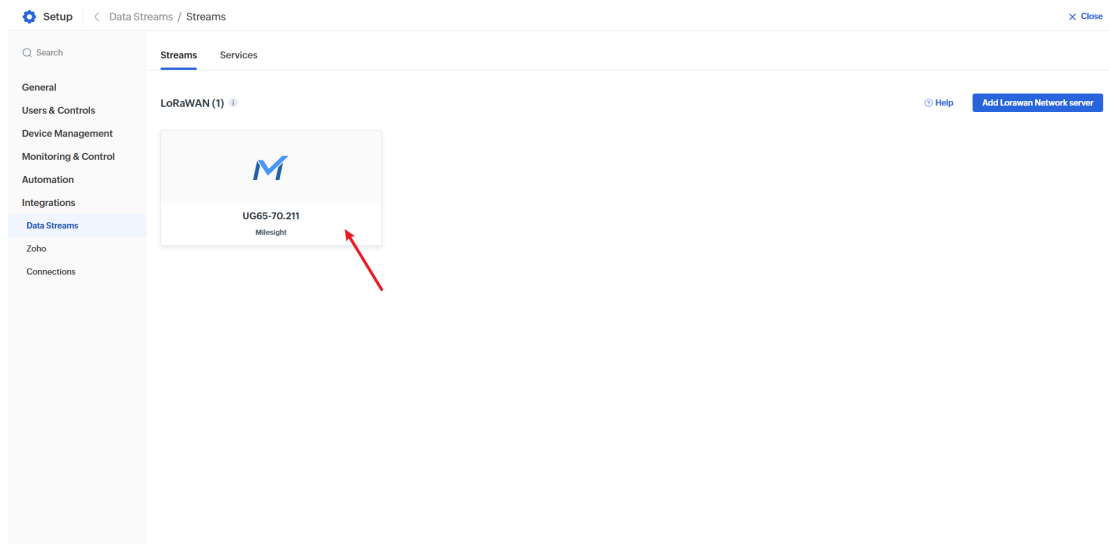 Setup < Data Streams / Streams
× Close
Search
Streams Services
General
Users & Controls
Device Management
Monitoring & Control
Automation
Integrations
Data Streams
Zoho
Connections
LoRaWAN (1) i
? Help Add Lorawan Network server
UG65-70.211
Milesight